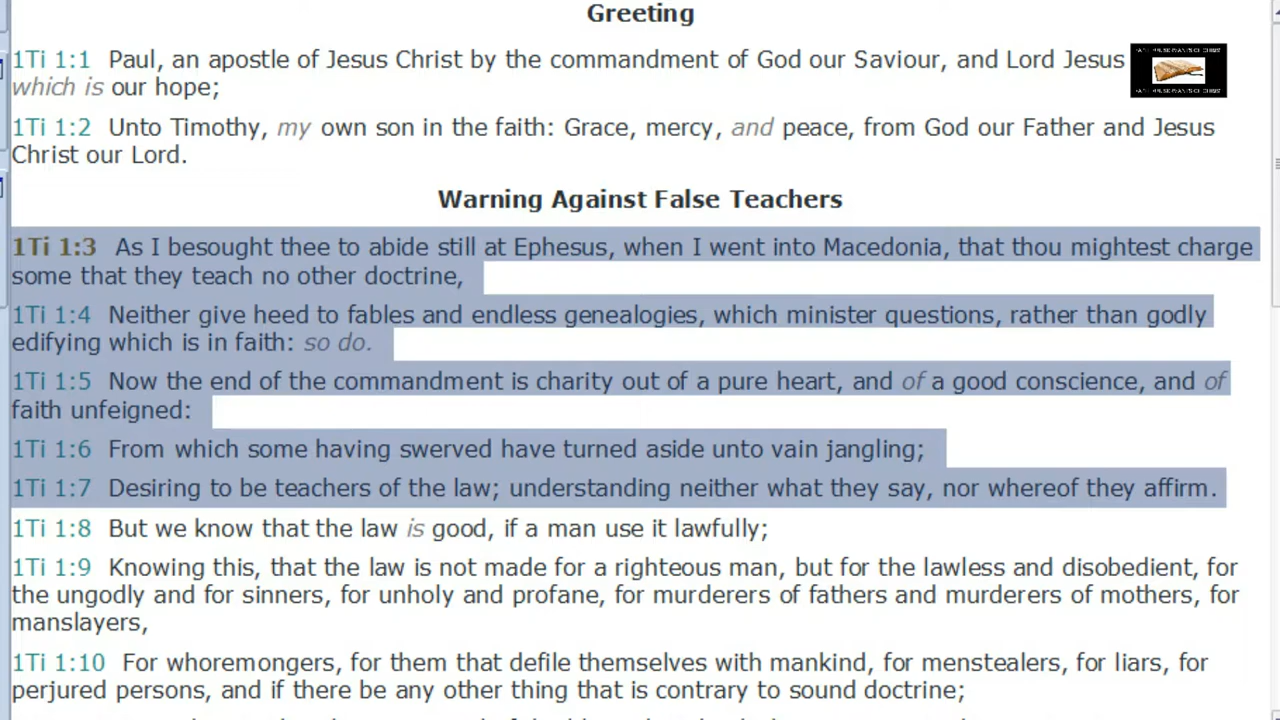 Greeting
1Ti 1:1 Paul, an apostle of Jesus Christ by the commandment of God our Saviour, and Lord Jesus
which is our hope;
1Ti 1:2 Unto Timothy, my own son in the faith: Grace, mercy, and peace, from God our Father and Jesus
Christ our Lord.
Warning Against False Teachers
1Ti 1:3 As I besought thee to abide still at Ephesus, when I went into Macedonia, that thou mightest charge
some that they teach no other doctrine,
1Ti 1:4 Neither give heed to fables and endless genealogies, which minister questions, rather than godly
edifying which is in faith: so do.
1Ti 1:5 Now the end of the commandment is charity out of a pure heart, and of a good conscience, and of
faith unfeigned:
1Ti 1:6 From which some having swerved have turned aside unto vain jangling;
1Ti 1:7 Desiring to be teachers of the law; understanding neither what they say, nor whereof they affirm.
1Ti 1:8 But we know that the law is good, if a man use it lawfully;
1Ti 1:9 Knowing this, that the law is not made for a righteous man, but for the lawless and disobedient, for
the ungodly and for sinners, for unholy and profane, for murderers of fathers and murderers of mothers, for
manslayers,
1Ti 1:10 For whoremongers, for them that defile themselves with mankind, for menstealers, for liars, for
perjured persons, and if there be any other thing that is contrary to sound doctrine;